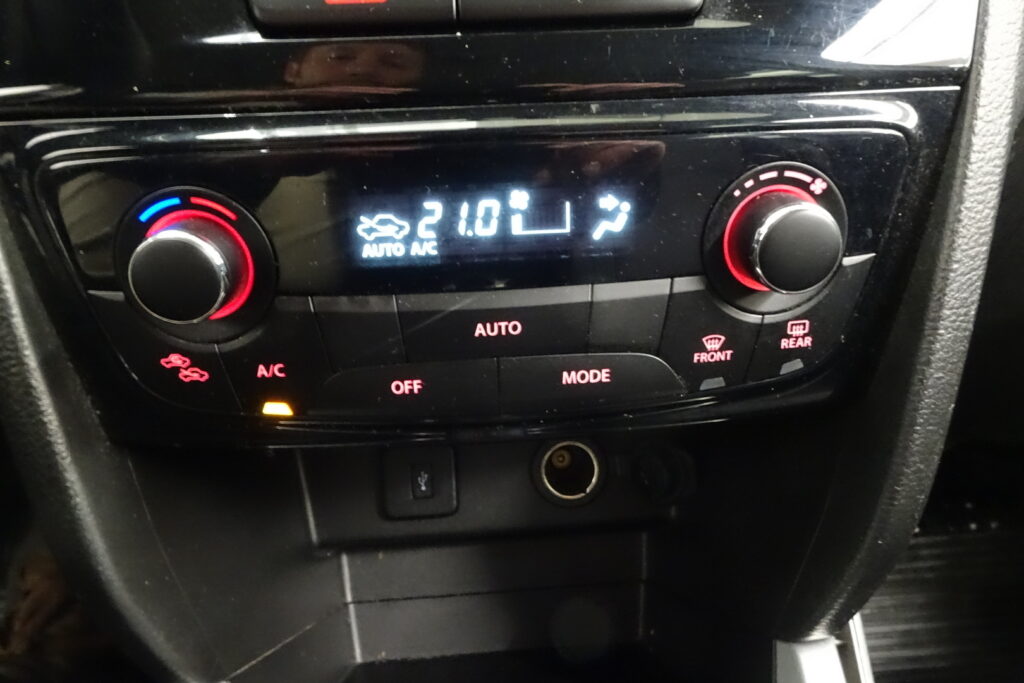 21.0
AUTO A/C
AUTO
A/C
OFF
MODE
FRONT
REAR